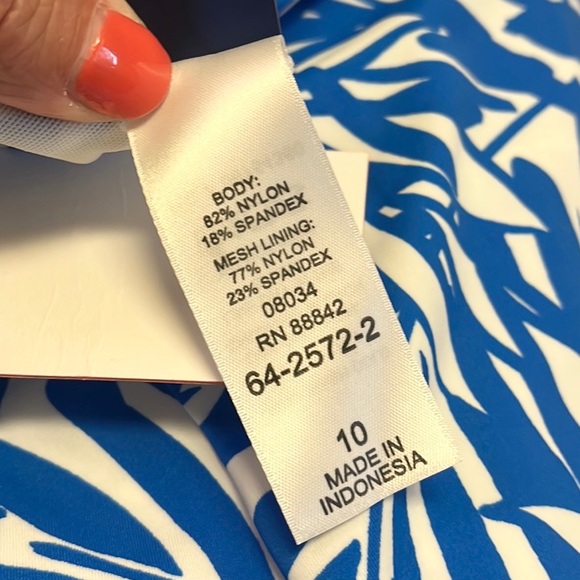 BODY:
82% NYLON
18% SPANDEX
MESH LINING:
77% NYLON
23% SPANDEX
08034
RN 88842
64-2572-2
10
MADE IN
INDONESIA